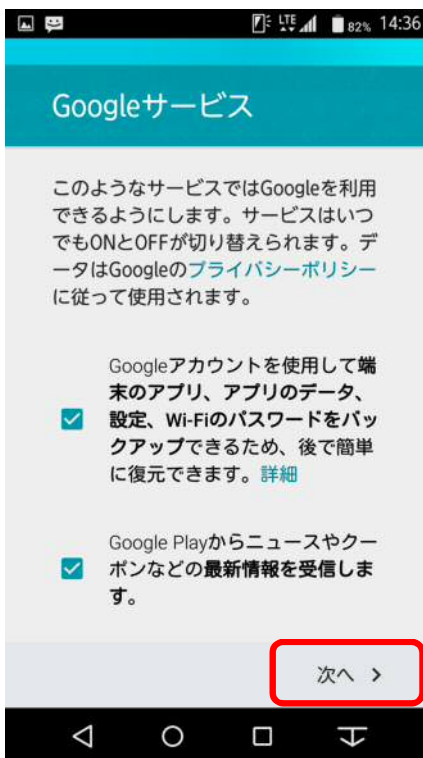 LTE 82% 14:36
Googleサービス
このようなサービスではGoogleを利用
できるようにします。サービスはいつ
でもONとOFFが切り替えられます。デ
ータはGoogleのプライバシーポリシー
に従って使用されます。
Googleアカウントを使用して端
末のアプリ、アプリのデータ、
設定、Wi-Fiのパスワードをバッ
クアップできるため、後で簡単
に復元できます。詳細
Google Playからニュースやクー
ポンなどの最新情報を受信しま
す。
次へ